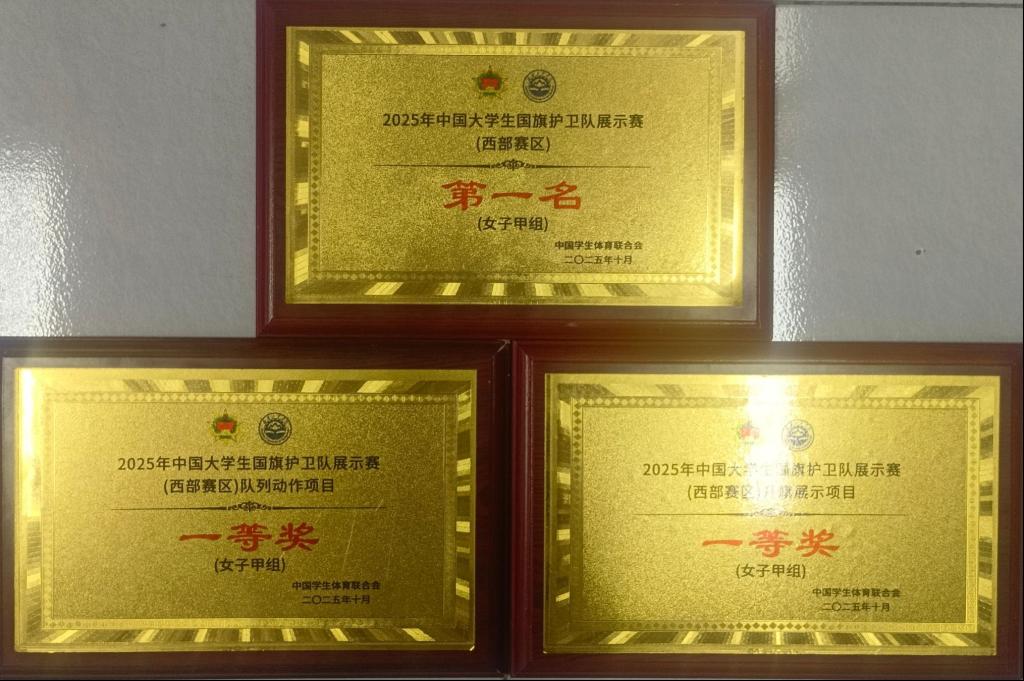 2025年中国大学生国旗护卫队展示赛
(西部赛区)
第一名
(女子甲组)
中国学生体育联合会
二〇二五年十月
2025年中国大学生国旗护卫队展示赛
(西部赛区)队列动作项目
一等奖
(女子甲组)
中国学生体育联合会
二〇二五年十月
2025年中国大学生国旗护卫队展示赛
(西部赛区)升旗展示项目
一等奖
(女子甲组)
中国学生体育联合会
二〇二五年十月